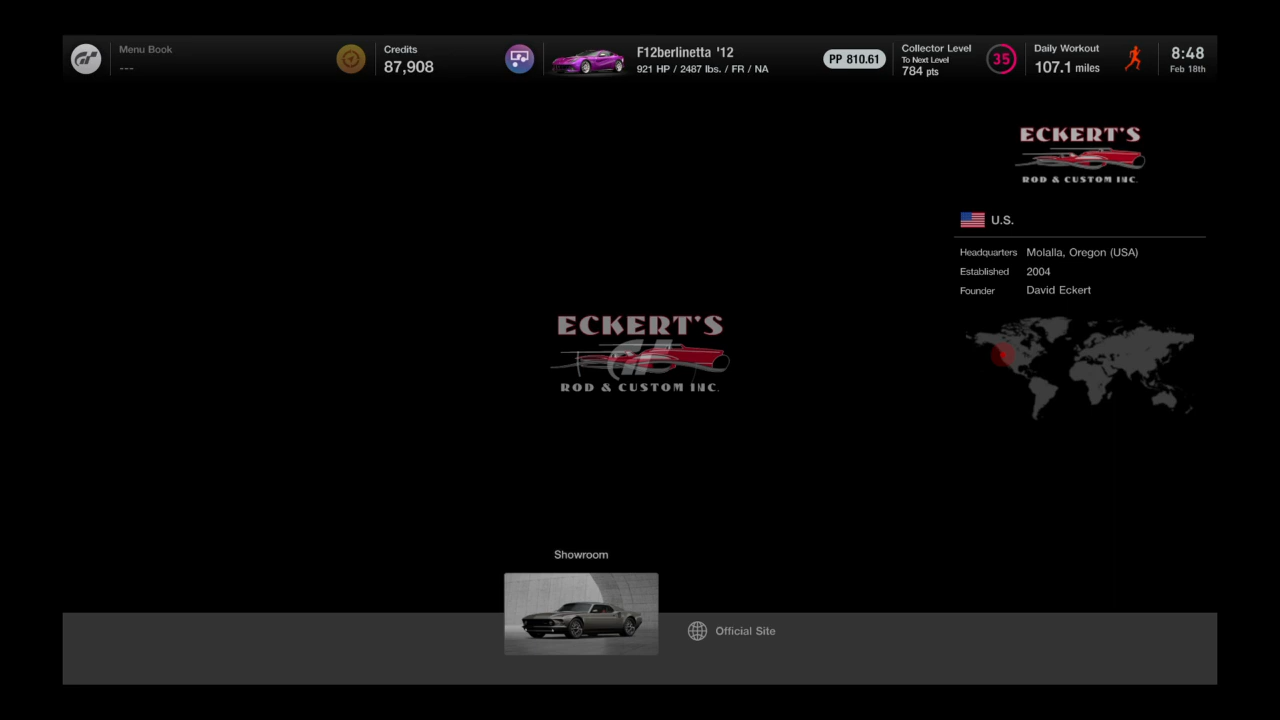 Menu Book
---
Credits
87,908
F12berlinetta '12
921 HP / 2487 lbs. / FR / NA
PP 810.61
Collector Level
To Next Level
784 pts
35
Daily Workout
107.1 miles
8:48
Feb 18th
ECKERT'S
ROD & CUSTOM INC.
U.S.
Headquarters Molalla, Oregon (USA)
Established 2004
Founder David Eckert
ECKERT'S
ROD & CUSTOM INC.
Showroom
Official Site